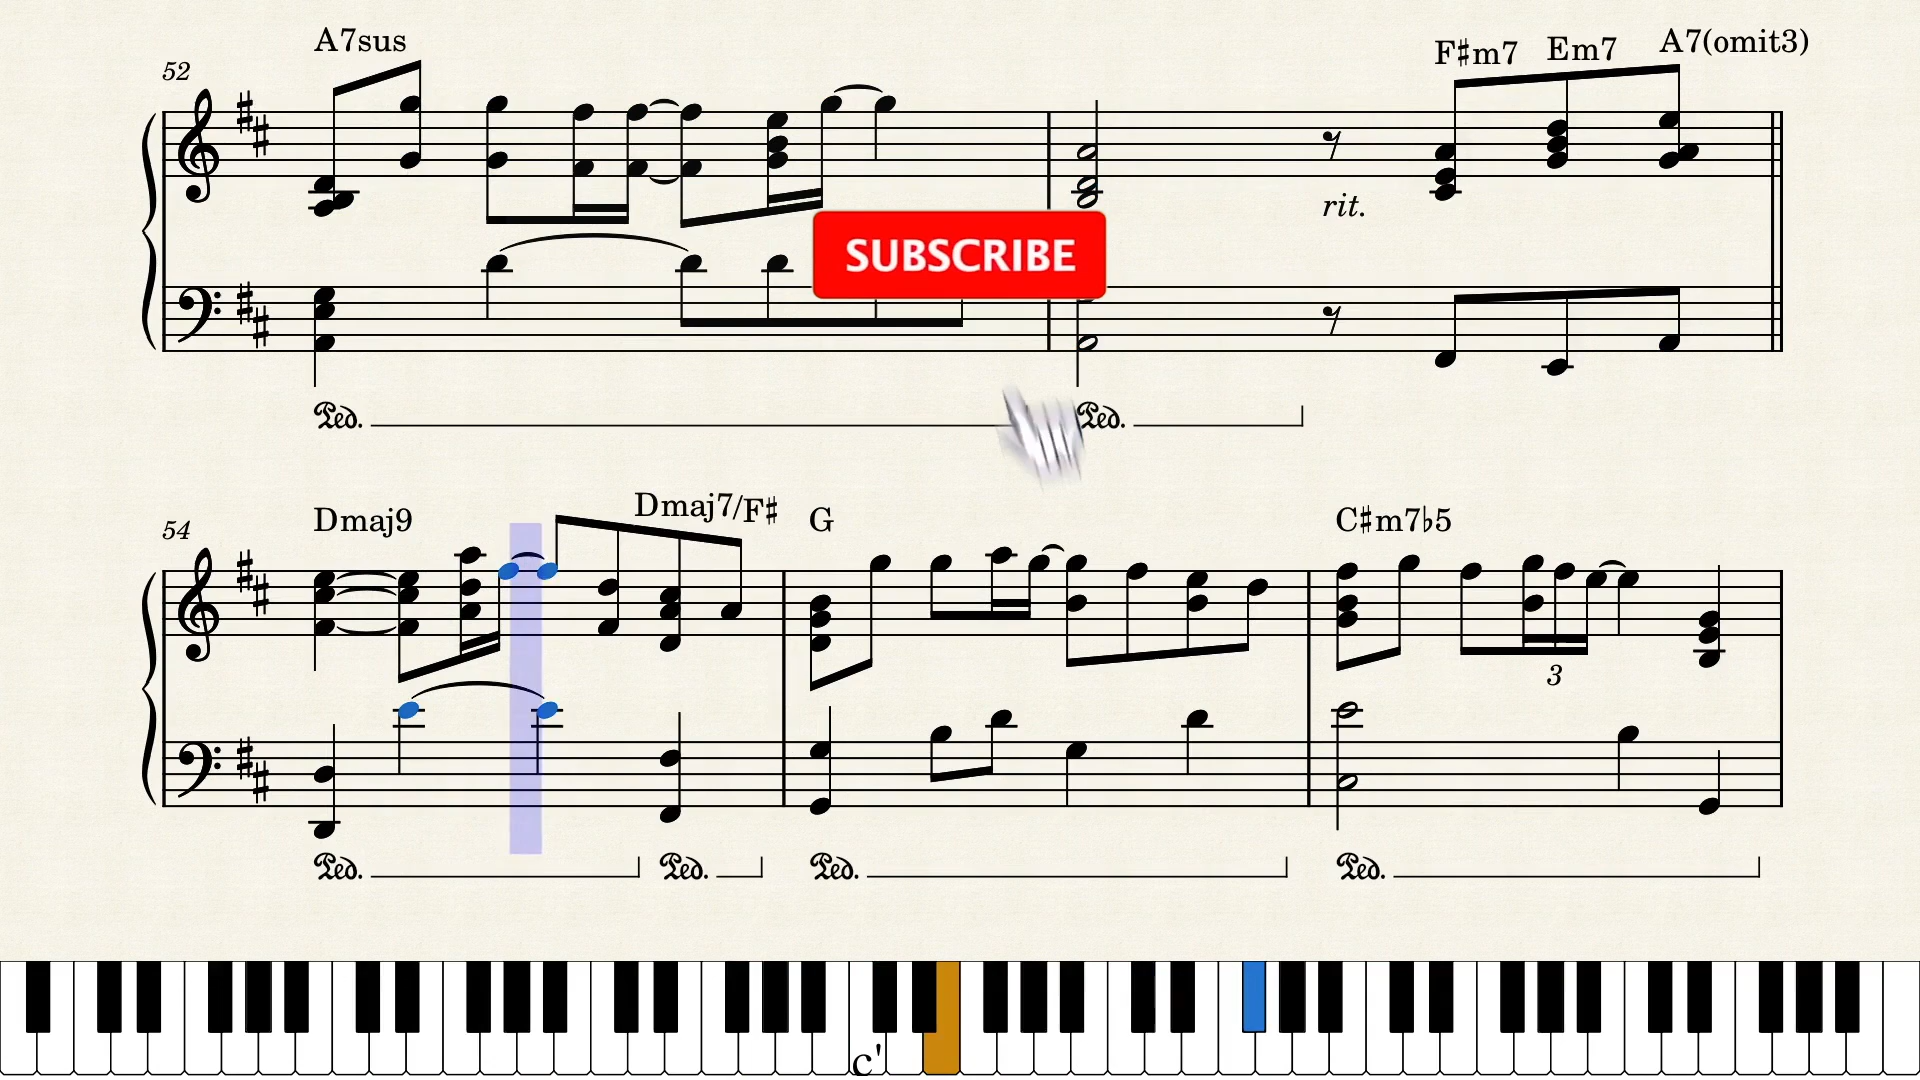 A7sus
F♯m7 Em7 A7(omit3)
52
rit.
SUBSCRIBE
Ped. Ped.
Dmaj9 Dmaj7/F♯ G C♯m7♭5
54
3
Ped. Ped. Ped. Ped.
c'